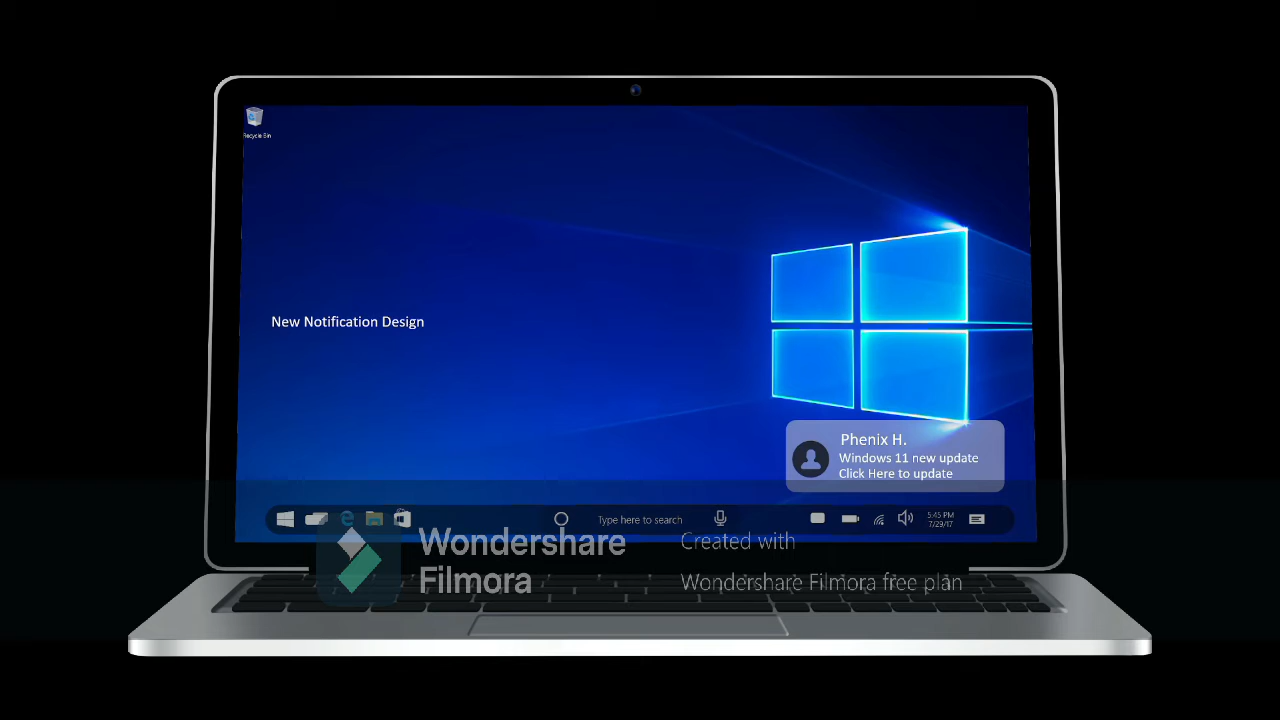 Recycle Bin
New Notification Design
Phenix H.
Windows 11 new update
Click Here to update
Type here to search
5:45 PM
7/29/17
Wondershare
Filmora
Created with
Wondershare Filmora free plan